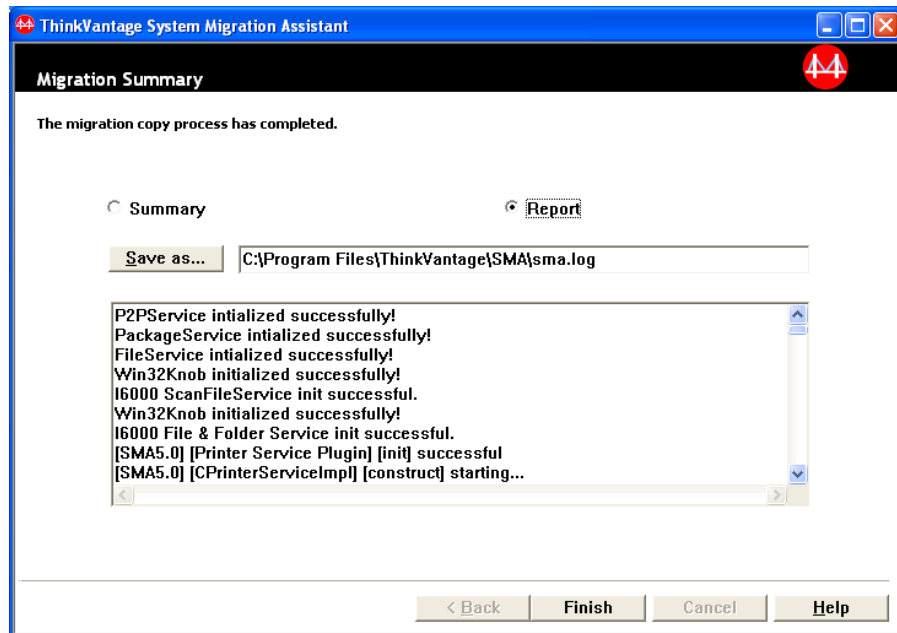 ThinkVantage System Migration Assistant
Migration Summary
The migration copy process has completed.
Summary
Report
Save as...
C:\Program Files\ThinkVantage\SMA\sma.log
P2PService intialized successfully!
PackageService intialized successfully!
FileService intialized successfully!
Win32Knob initialized successfully!
I6000 ScanFileService init successful.
Win32Knob initialized successfully!
I6000 File & Folder Service init successful.
[SMA5.0] [Printer Service Plugin] [init] successful
[SMA5.0] [CPrinterServiceImpl] [construct] starting...
< Back
Finish
Cancel
Help